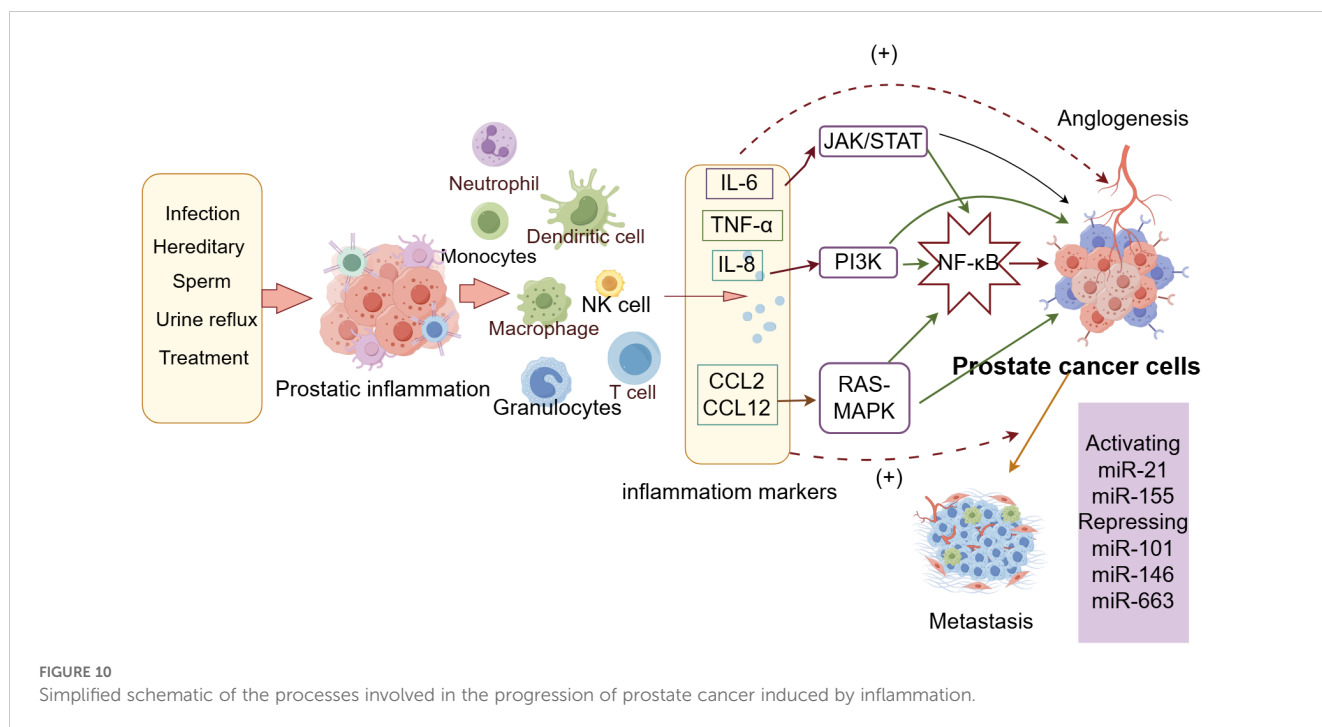 Infection
Hereditary
Sperm
Urine reflux
Treatment
Prostatic inflammation
Neutrophil
Monocytes
Dendiritic cell
Macrophage
NK cell
Granulocytes
T cell
IL-6
TNF-α
IL-8
CCL2
CCL12
inflammatiom markers
(+)
JAK/STAT
PI3K
RAS-
MAPK
NF-κB
(+)
Anglogenesis
Prostate cancer cells
Metastasis
Activating
miR-21
miR-155
Repressing
miR-101
miR-146
miR-663
FIGURE 10
Simplified schematic of the processes involved in the progression of prostate cancer induced by inflammation.